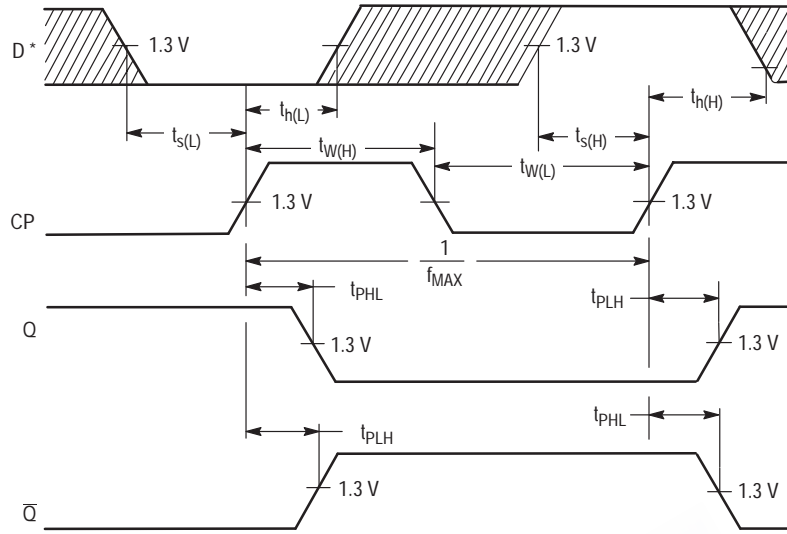 D * 1.3 V 1.3 V
t_h(L) t_h(H)
t_s(L) t_s(H)
t_W(H) t_W(L)
CP 1.3 V 1.3 V
1
f_MAX
t_PHL t_PLH
Q 1.3 V 1.3 V
t_PLH t_PHL
Q̅ 1.3 V 1.3 V